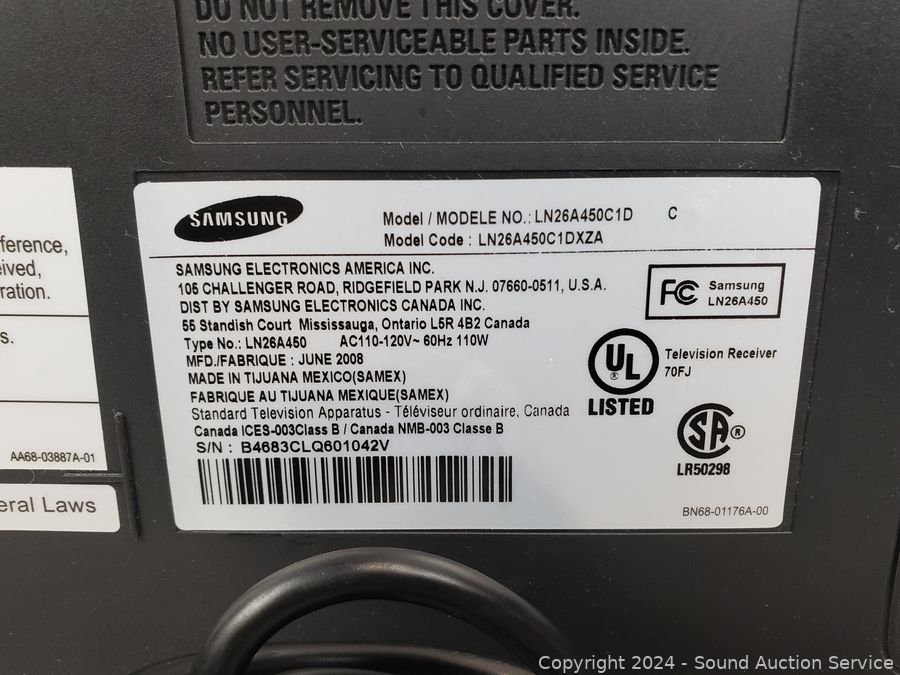 DO NOT REMOVE THIS COVER.
NO USER-SERVICEABLE PARTS INSIDE.
REFER SERVICING TO QUALIFIED SERVICE
PERSONNEL.
SAMSUNG
Model / MODELE NO.: LN26A450C1D C
Model Code : LN26A450C1DXZA
SAMSUNG ELECTRONICS AMERICA INC.
105 CHALLENGER ROAD, RIDGEFIELD PARK N.J. 07660-0511, U.S.A.
DIST BY SAMSUNG ELECTRONICS CANADA INC.
55 Standish Court Mississauga, Ontario L5R 4B2 Canada
Type No.: LN26A450 AC110-120V~ 60Hz 110W
MFD./FABRIQUE : JUNE 2008
MADE IN TIJUANA MEXICO(SAMEX)
FABRIQUE AU TIJUANA MEXIQUE(SAMEX)
Standard Television Apparatus - Téléviseur ordinaire, Canada
Canada ICES-003Class B / Canada NMB-003 Classe B
S/N : B4683CLQ601042V
FC Samsung
LN26A450
UL ®
LISTED
Television Receiver
70FJ
SA ®
LR50298
BN68-01176A-00
ference,
ived,
ration.
s.
AA68-03887A-01
eral Laws
Copyright 2024 - Sound Auction Service